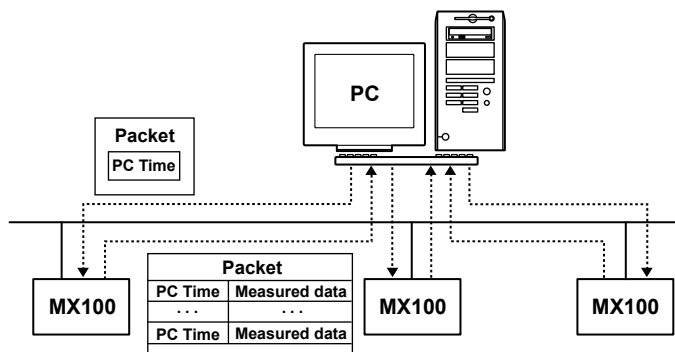 PC
Packet
PC Time
Packet
PC Time Measured data
... ...
PC Time Measured data
MX100
MX100
MX100